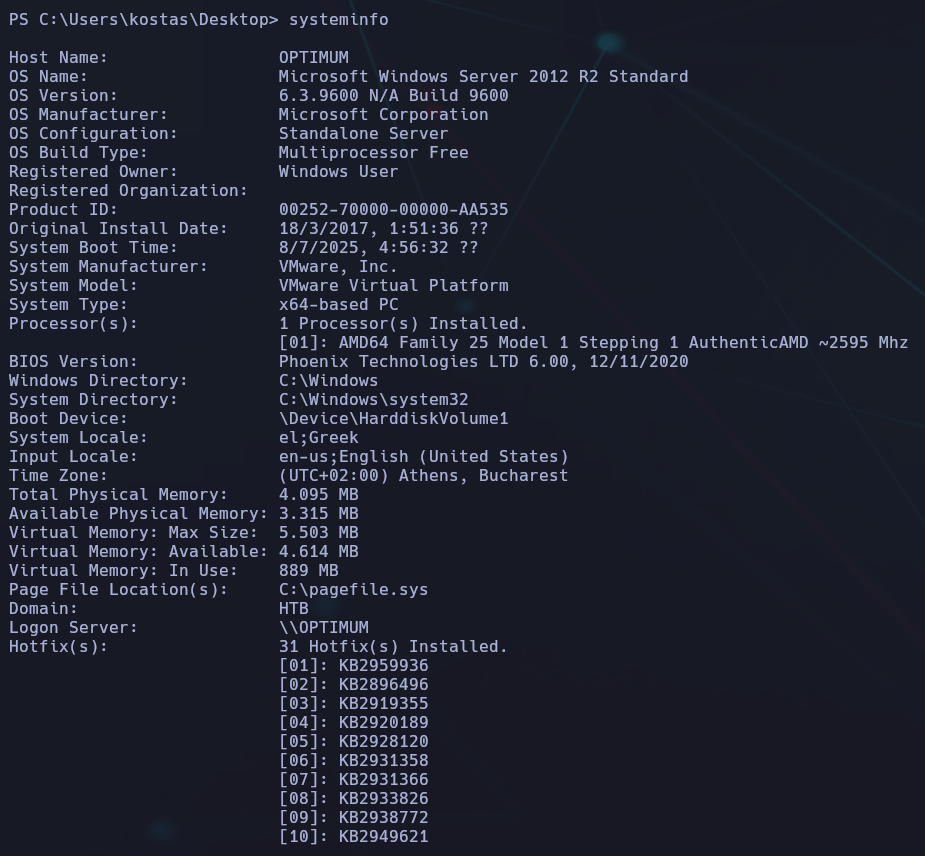 PS C:\Users\kostas\Desktop> systeminfo
Host Name:                 OPTIMUM
OS Name:                   Microsoft Windows Server 2012 R2 Standard
OS Version:                6.3.9600 N/A Build 9600
OS Manufacturer:           Microsoft Corporation
OS Configuration:          Standalone Server
OS Build Type:             Multiprocessor Free
Registered Owner:          Windows User
Registered Organization:
Product ID:                00252-70000-00000-AA535
Original Install Date:     18/3/2017, 1:51:36 ??
System Boot Time:          8/7/2025, 4:56:32 ??
System Manufacturer:       VMware, Inc.
System Model:              VMware Virtual Platform
System Type:               x64-based PC
Processor(s):              1 Processor(s) Installed.
                           [01]: AMD64 Family 25 Model 1 Stepping 1 AuthenticAMD ~2595 Mhz
BIOS Version:              Phoenix Technologies LTD 6.00, 12/11/2020
Windows Directory:         C:\Windows
System Directory:          C:\Windows\system32
Boot Device:               \Device\HarddiskVolume1
System Locale:             el;Greek
Input Locale:              en-us;English (United States)
Time Zone:                 (UTC+02:00) Athens, Bucharest
Total Physical Memory:     4.095 MB
Available Physical Memory: 3.315 MB
Virtual Memory: Max Size:  5.503 MB
Virtual Memory: Available: 4.614 MB
Virtual Memory: In Use:    889 MB
Page File Location(s):     C:\pagefile.sys
Domain:                    HTB
Logon Server:              \\OPTIMUM
Hotfix(s):                 31 Hotfix(s) Installed.
                           [01]: KB2959936
                           [02]: KB2896496
                           [03]: KB2919355
                           [04]: KB2920189
                           [05]: KB2928120
                           [06]: KB2931358
                           [07]: KB2931366
                           [08]: KB2933826
                           [09]: KB2938772
                           [10]: KB2949621